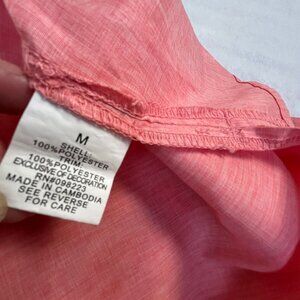 M
SHELL:
100%POLYESTER
TRIM:
100%POLYESTER
EXCLUSIVE OF DECORATION
RN#098223
MADE IN CAMBODIA
SEE REVERSE
FOR CARE